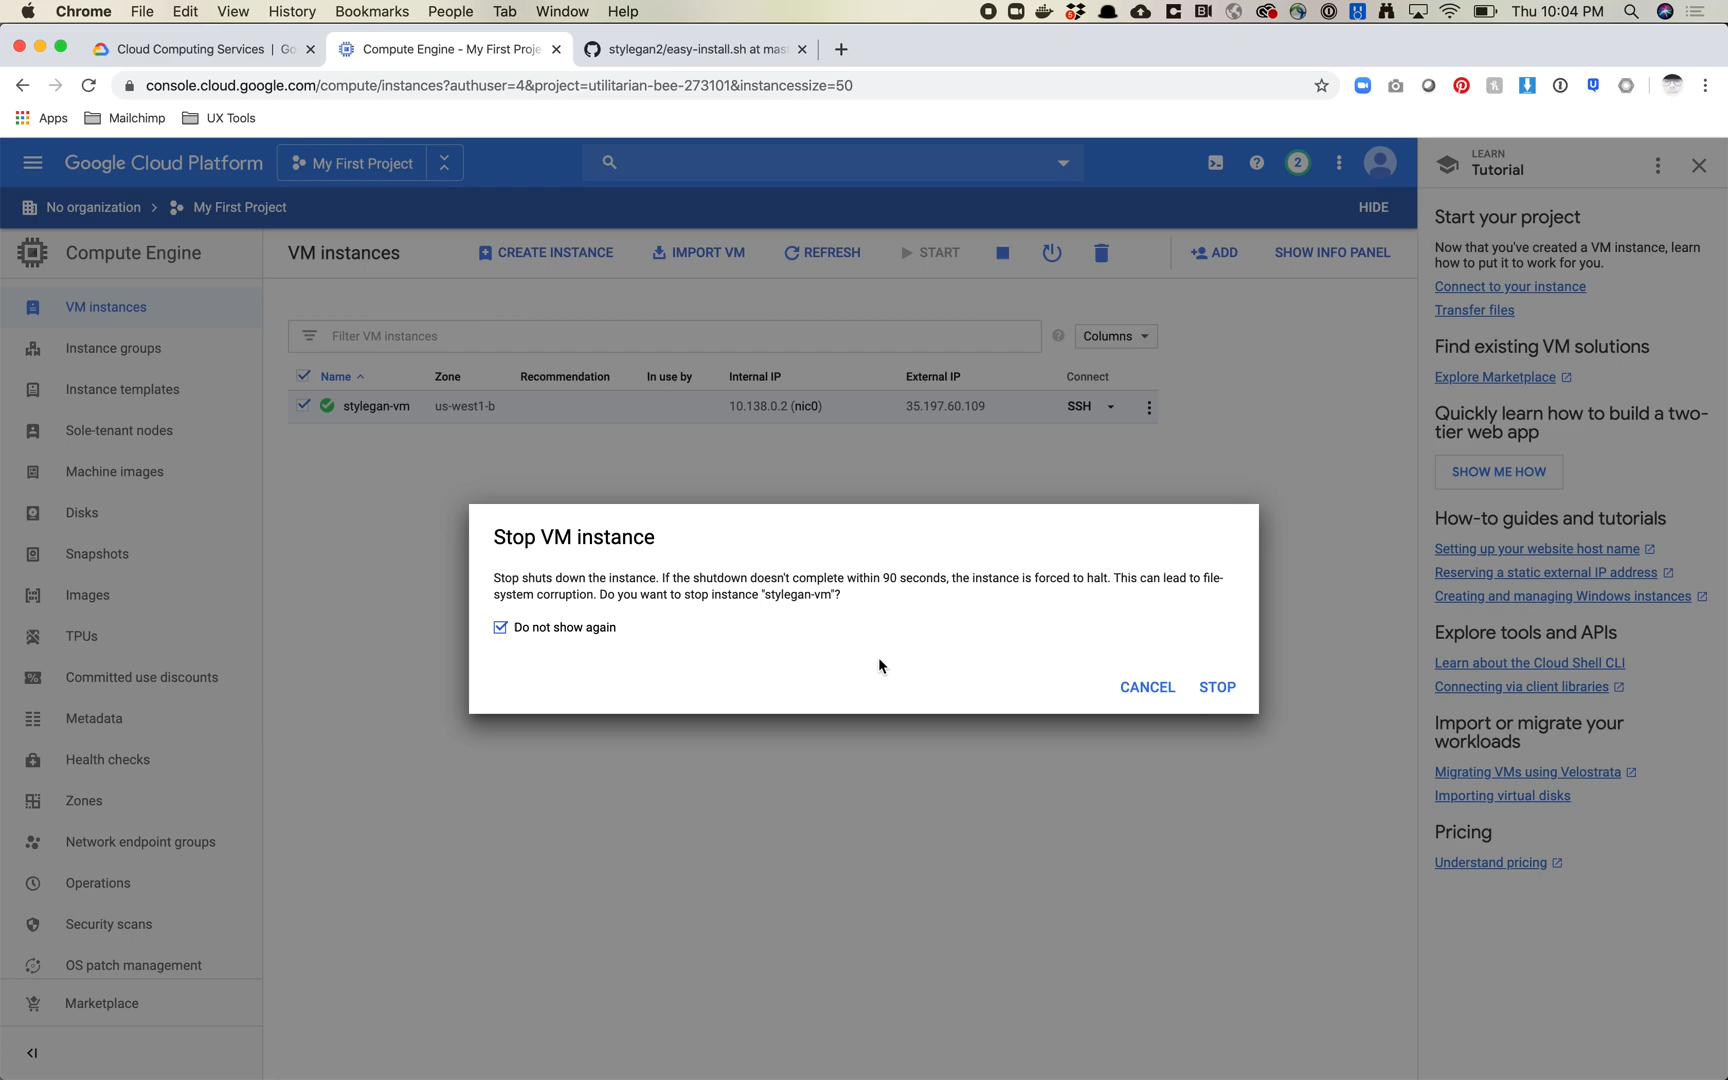 Chrome File Edit View History Bookmarks People Tab Window Help Thu 10:04 PM
Cloud Computing Services | Go
Compute Engine - My First Proje
stylegan2/easy-install.sh at mas
console.cloud.google.com/compute/instances?authuser=4&project=utilitarian-bee-273101&instancessize=50
Apps Mailchimp UX Tools
Google Cloud Platform My First Project 2
No organization > My First Project HIDE
Compute Engine
VM instances
Instance groups
Instance templates
Sole-tenant nodes
Machine images
Disks
Snapshots
Images
TPUs
Committed use discounts
Metadata
Health checks
Zones
Network endpoint groups
Operations
Security scans
OS patch management
Marketplace
VM instances CREATE INSTANCE IMPORT VM REFRESH START ADD SHOW INFO PANEL
Filter VM instances Columns
Name Zone Recommendation In use by Internal IP External IP Connect
stylegan-vm us-west1-b 10.138.0.2 (nic0) 35.197.60.109 SSH
Stop VM instance
Stop shuts down the instance. If the shutdown doesn't complete within 90 seconds, the instance is forced to halt. This can lead to file-
system corruption. Do you want to stop instance "stylegan-vm"?
Do not show again
CANCEL STOP
LEARN
Tutorial
Start your project
Now that you've created a VM instance, learn
how to put it to work for you.
Connect to your instance
Transfer files
Find existing VM solutions
Explore Marketplace
Quickly learn how to build a two-
tier web app
SHOW ME HOW
How-to guides and tutorials
Setting up your website host name
Reserving a static external IP address
Creating and managing Windows instances
Explore tools and APIs
Learn about the Cloud Shell CLI
Connecting via client libraries
Import or migrate your
workloads
Migrating VMs using Velostrata
Importing virtual disks
Pricing
Understand pricing